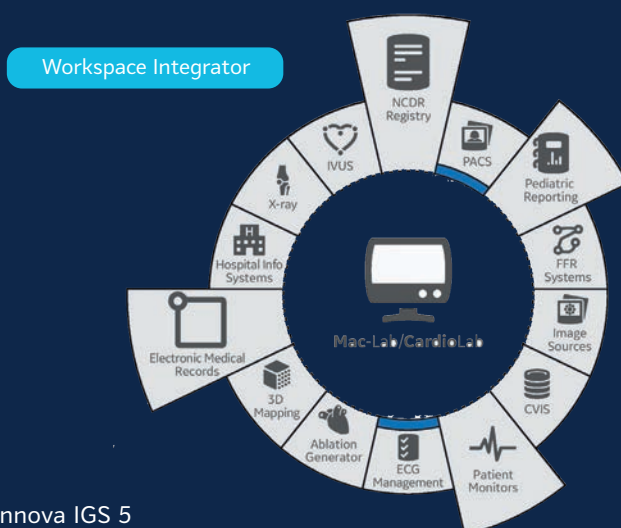 Workspace Integrator
NCDR
Registry
PACS
Pediatric
Reporting
FFR
Systems
Image
Sources
CVIS
Patient
Monitors
ECG
Management
Ablation
Generator
3D
Mapping
Electronic Medical
Records
Hospital Info
Systems
X-ray
IVUS
Mac-Lab/CardioLab
nnova IGS 5